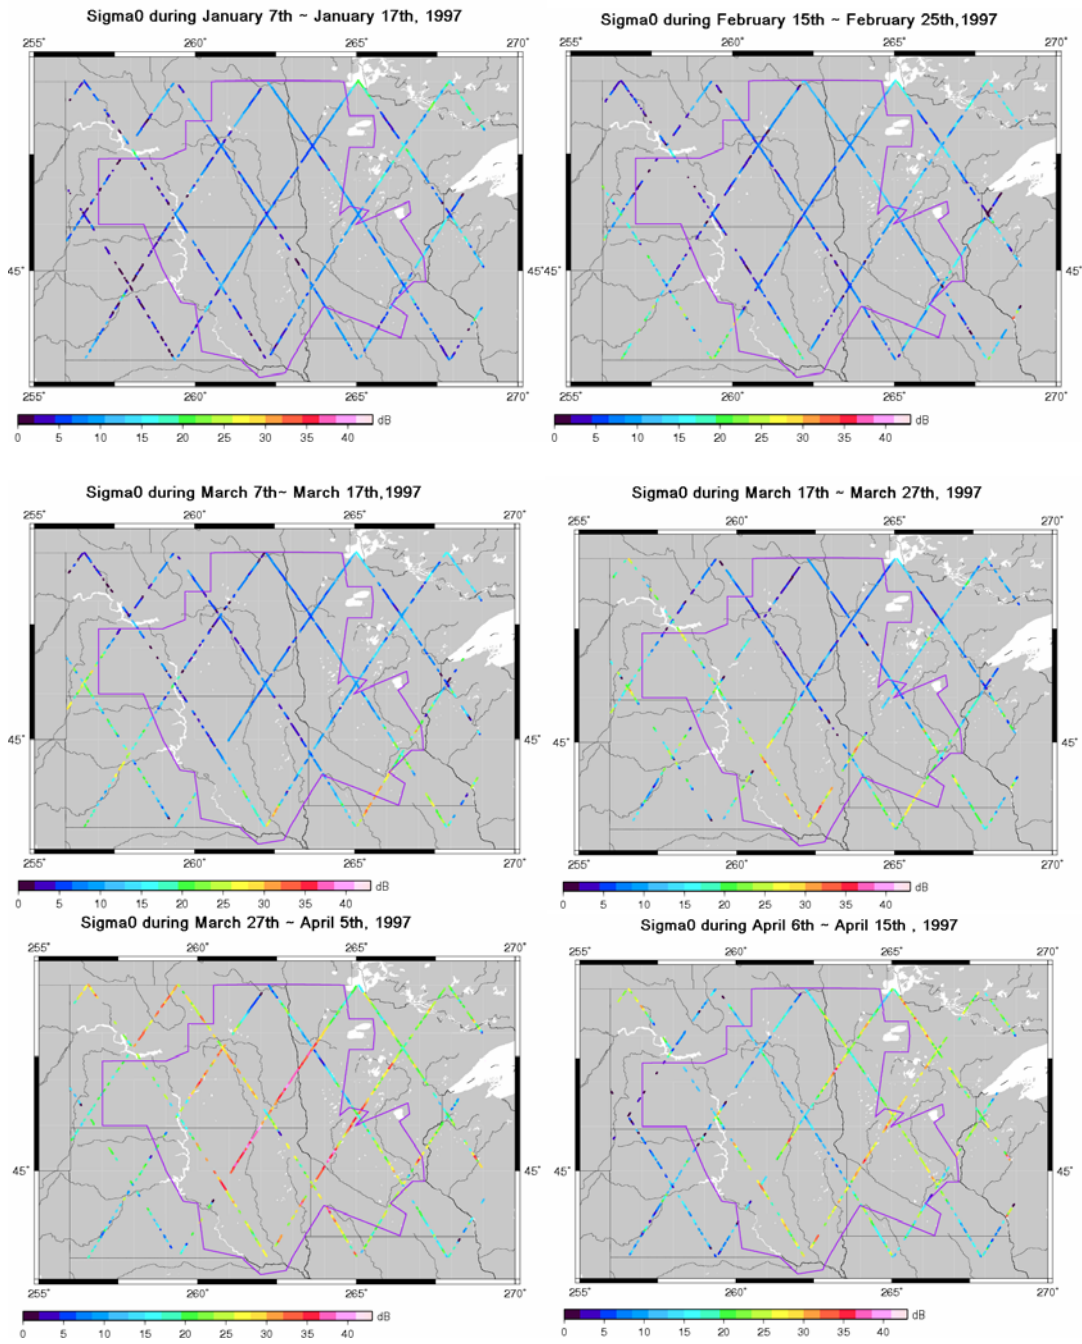 Sigma0 during January 7th ~ January 17th, 1997
Sigma0 during February 15th ~ February 25th,1997
255° 260° 265° 270°
255° 260° 265° 270°
45° 45°
45° 45°
255° 260° 265° 270°
255° 260° 265° 270°
0 5 10 15 20 25 30 35 40 dB
0 5 10 15 20 25 30 35 40 dB
Sigma0 during March 7th~ March 17th,1997
Sigma0 during March 17th ~ March 27th, 1997
255° 260° 265° 270°
255° 260° 265° 270°
45° 45°
45° 45°
255° 260° 265° 270°
255° 260° 265° 270°
0 5 10 15 20 25 30 35 40 dB
0 5 10 15 20 25 30 35 40 dB
Sigma0 during March 27th ~ April 5th, 1997
Sigma0 during April 6th ~ April 15th , 1997
255° 260° 265° 270°
255° 260° 265° 270°
45° 45°
45° 45°
255° 260° 265° 270°
255° 260° 265° 270°
0 5 10 15 20 25 30 35 40 dB
0 5 10 15 20 25 30 35 40 dB